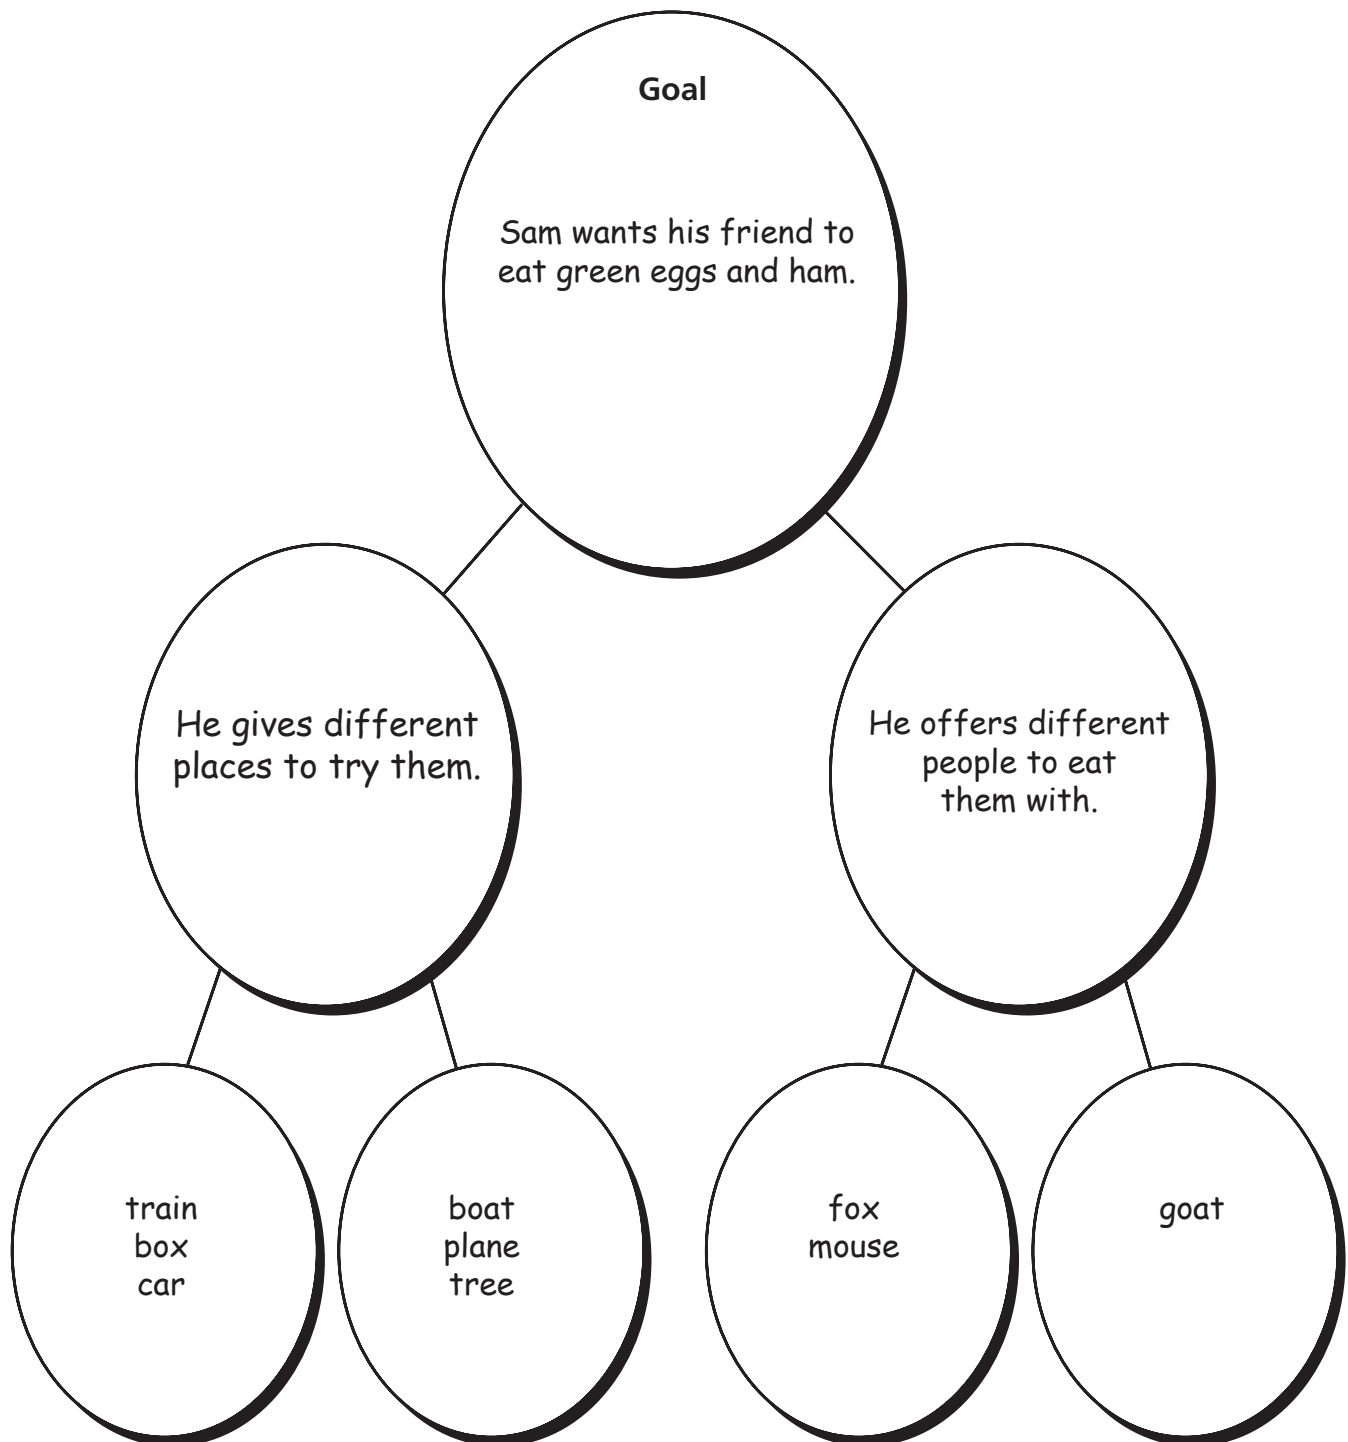 Goal
Sam wants his friend to
eat green eggs and ham.
He gives different
places to try them.
He offers different
people to eat
them with.
train
box
car
boat
plane
tree
fox
mouse
goat